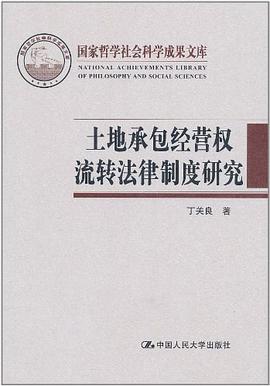 国家哲学社会科学成果文库
NATIONAL ACHIEVEMENTS LIBRARY
OF PHILOSOPHY AND SOCIAL SCIENCES
土地承包经营权
流转法律制度研究
丁关良 著
中国人民大学出版社